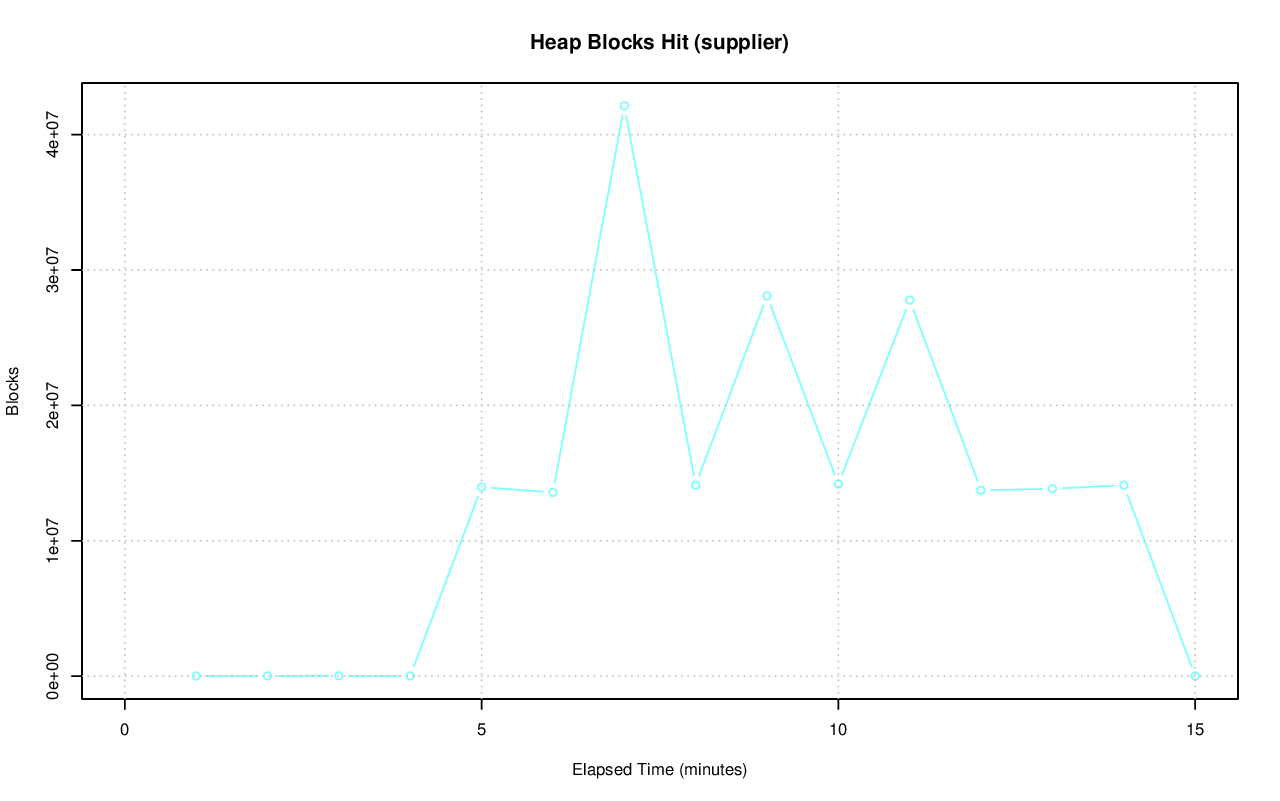 Heap Blocks Hit (supplier)
Blocks
4e+07
3e+07
2e+07
1e+07
0e+00
0
5
10
15
Elapsed Time (minutes)